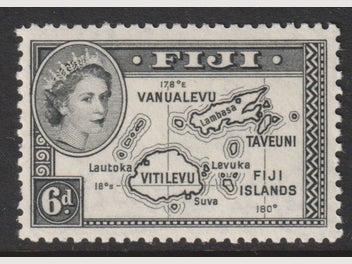 · FIJI ·
178°E
VANUALEVU
Lambasa
TAVEUNI
Lautoka
Levuka
18°S
VITILEVU
FIJI
ISLANDS
6d.
Suva
180°